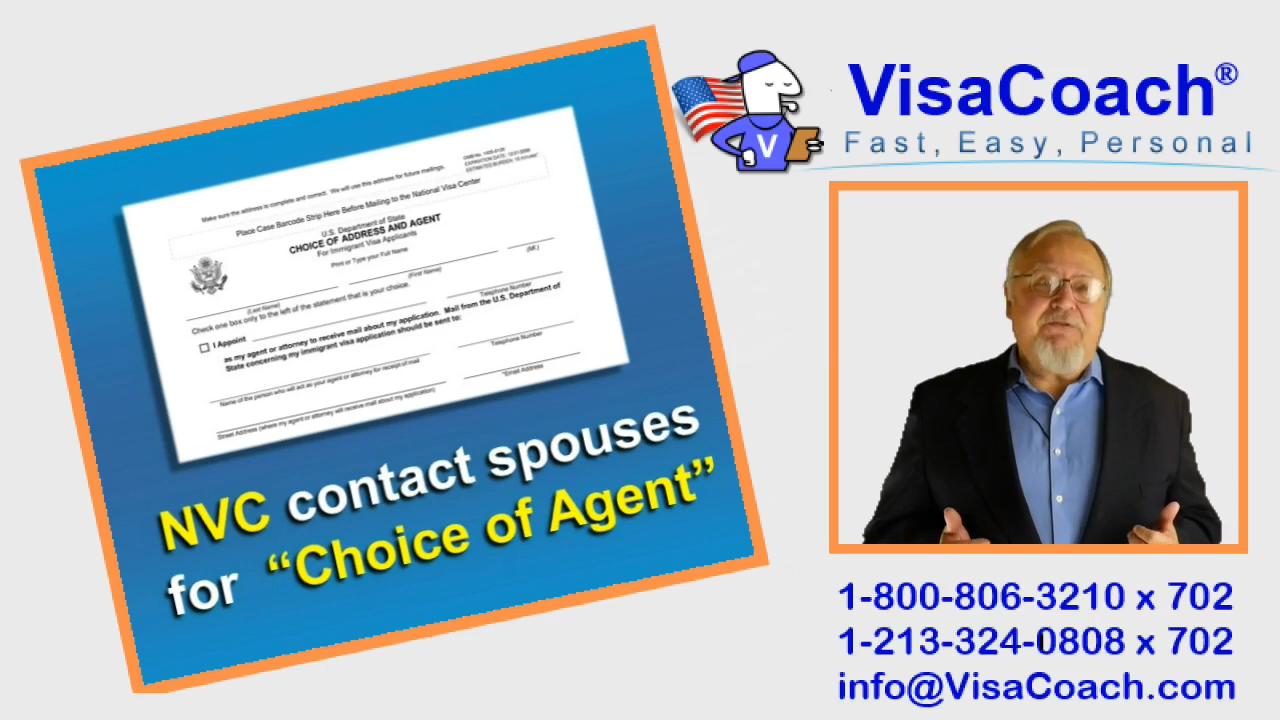 OMB No. 1405-0126
Make sure the address is complete and correct. We will use this address for future mailings.
Place Case Barcode Strip Here Before Mailing to the National Visa Center
U.S. Department of State
CHOICE OF ADDRESS AND AGENT
For Immigrant Visa Applicants
Print or Type your Full Name
(Last Name) (First Name) (MI.)
Check one box only to the left of the statement that is your choice.
Telephone Number
I Appoint
as my agent or attorney to receive mail about my application. Mail from the U.S. Department of
State concerning my immigrant visa application should be sent to:
Name of the person who will act as your agent or attorney for receipt of mail
Telephone Number
Street Address (where my agent or attorney will receive mail about my application)
*Email Address
NVC contact spouses
for “Choice of Agent”
V
VisaCoach®
Fast, Easy, Personal
1-800-806-3210 x 702
1-213-324-0808 x 702
info@VisaCoach.com